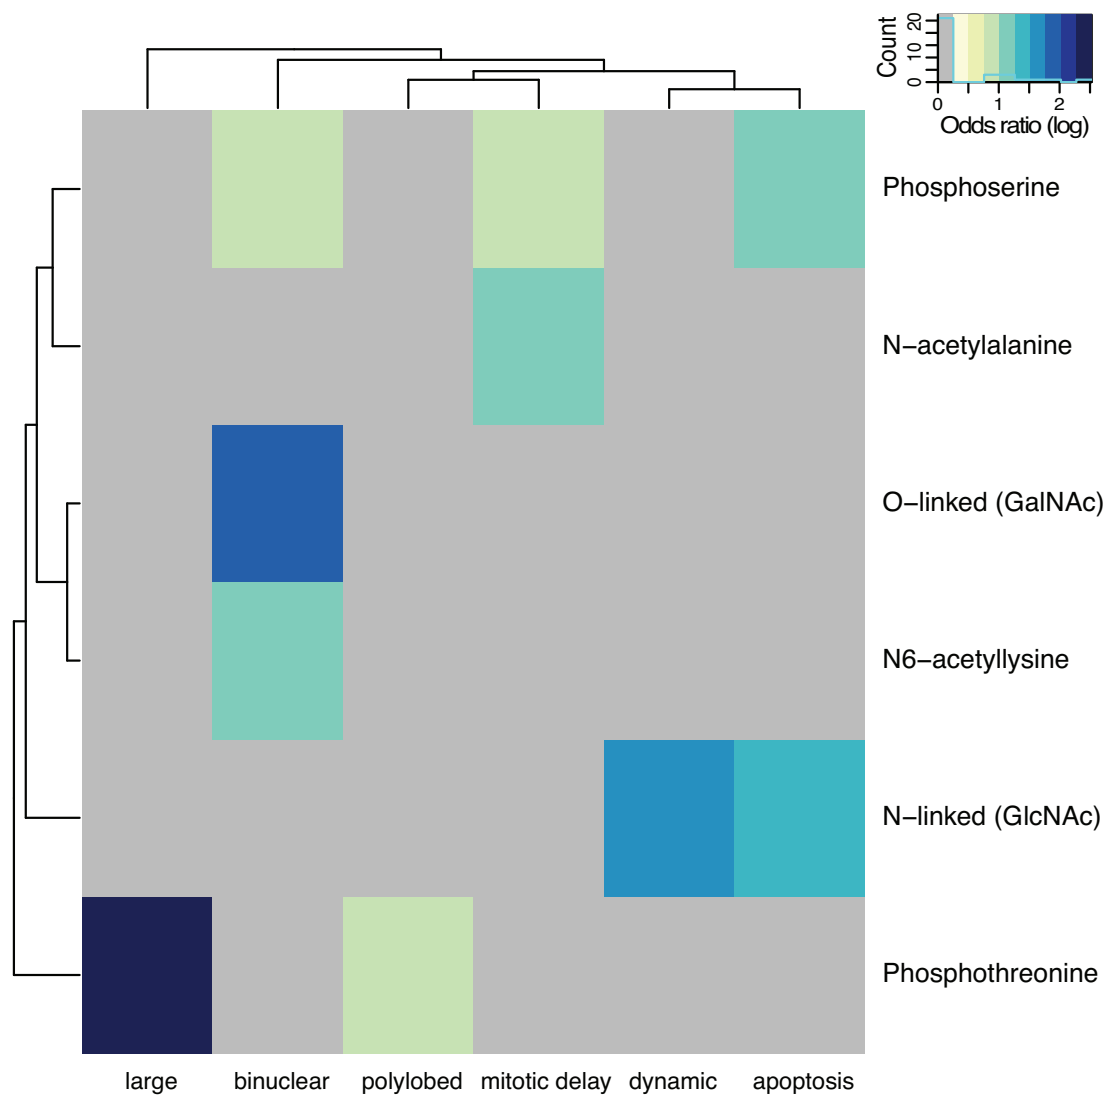 Count
0 10 20
0 1 2
Odds ratio (log)
Phosphoserine
N−acetylalanine
O−linked (GalNAc)
N6−acetyllysine
N−linked (GlcNAc)
Phosphothreonine
large binuclear polylobed mitotic delay dynamic apoptosis